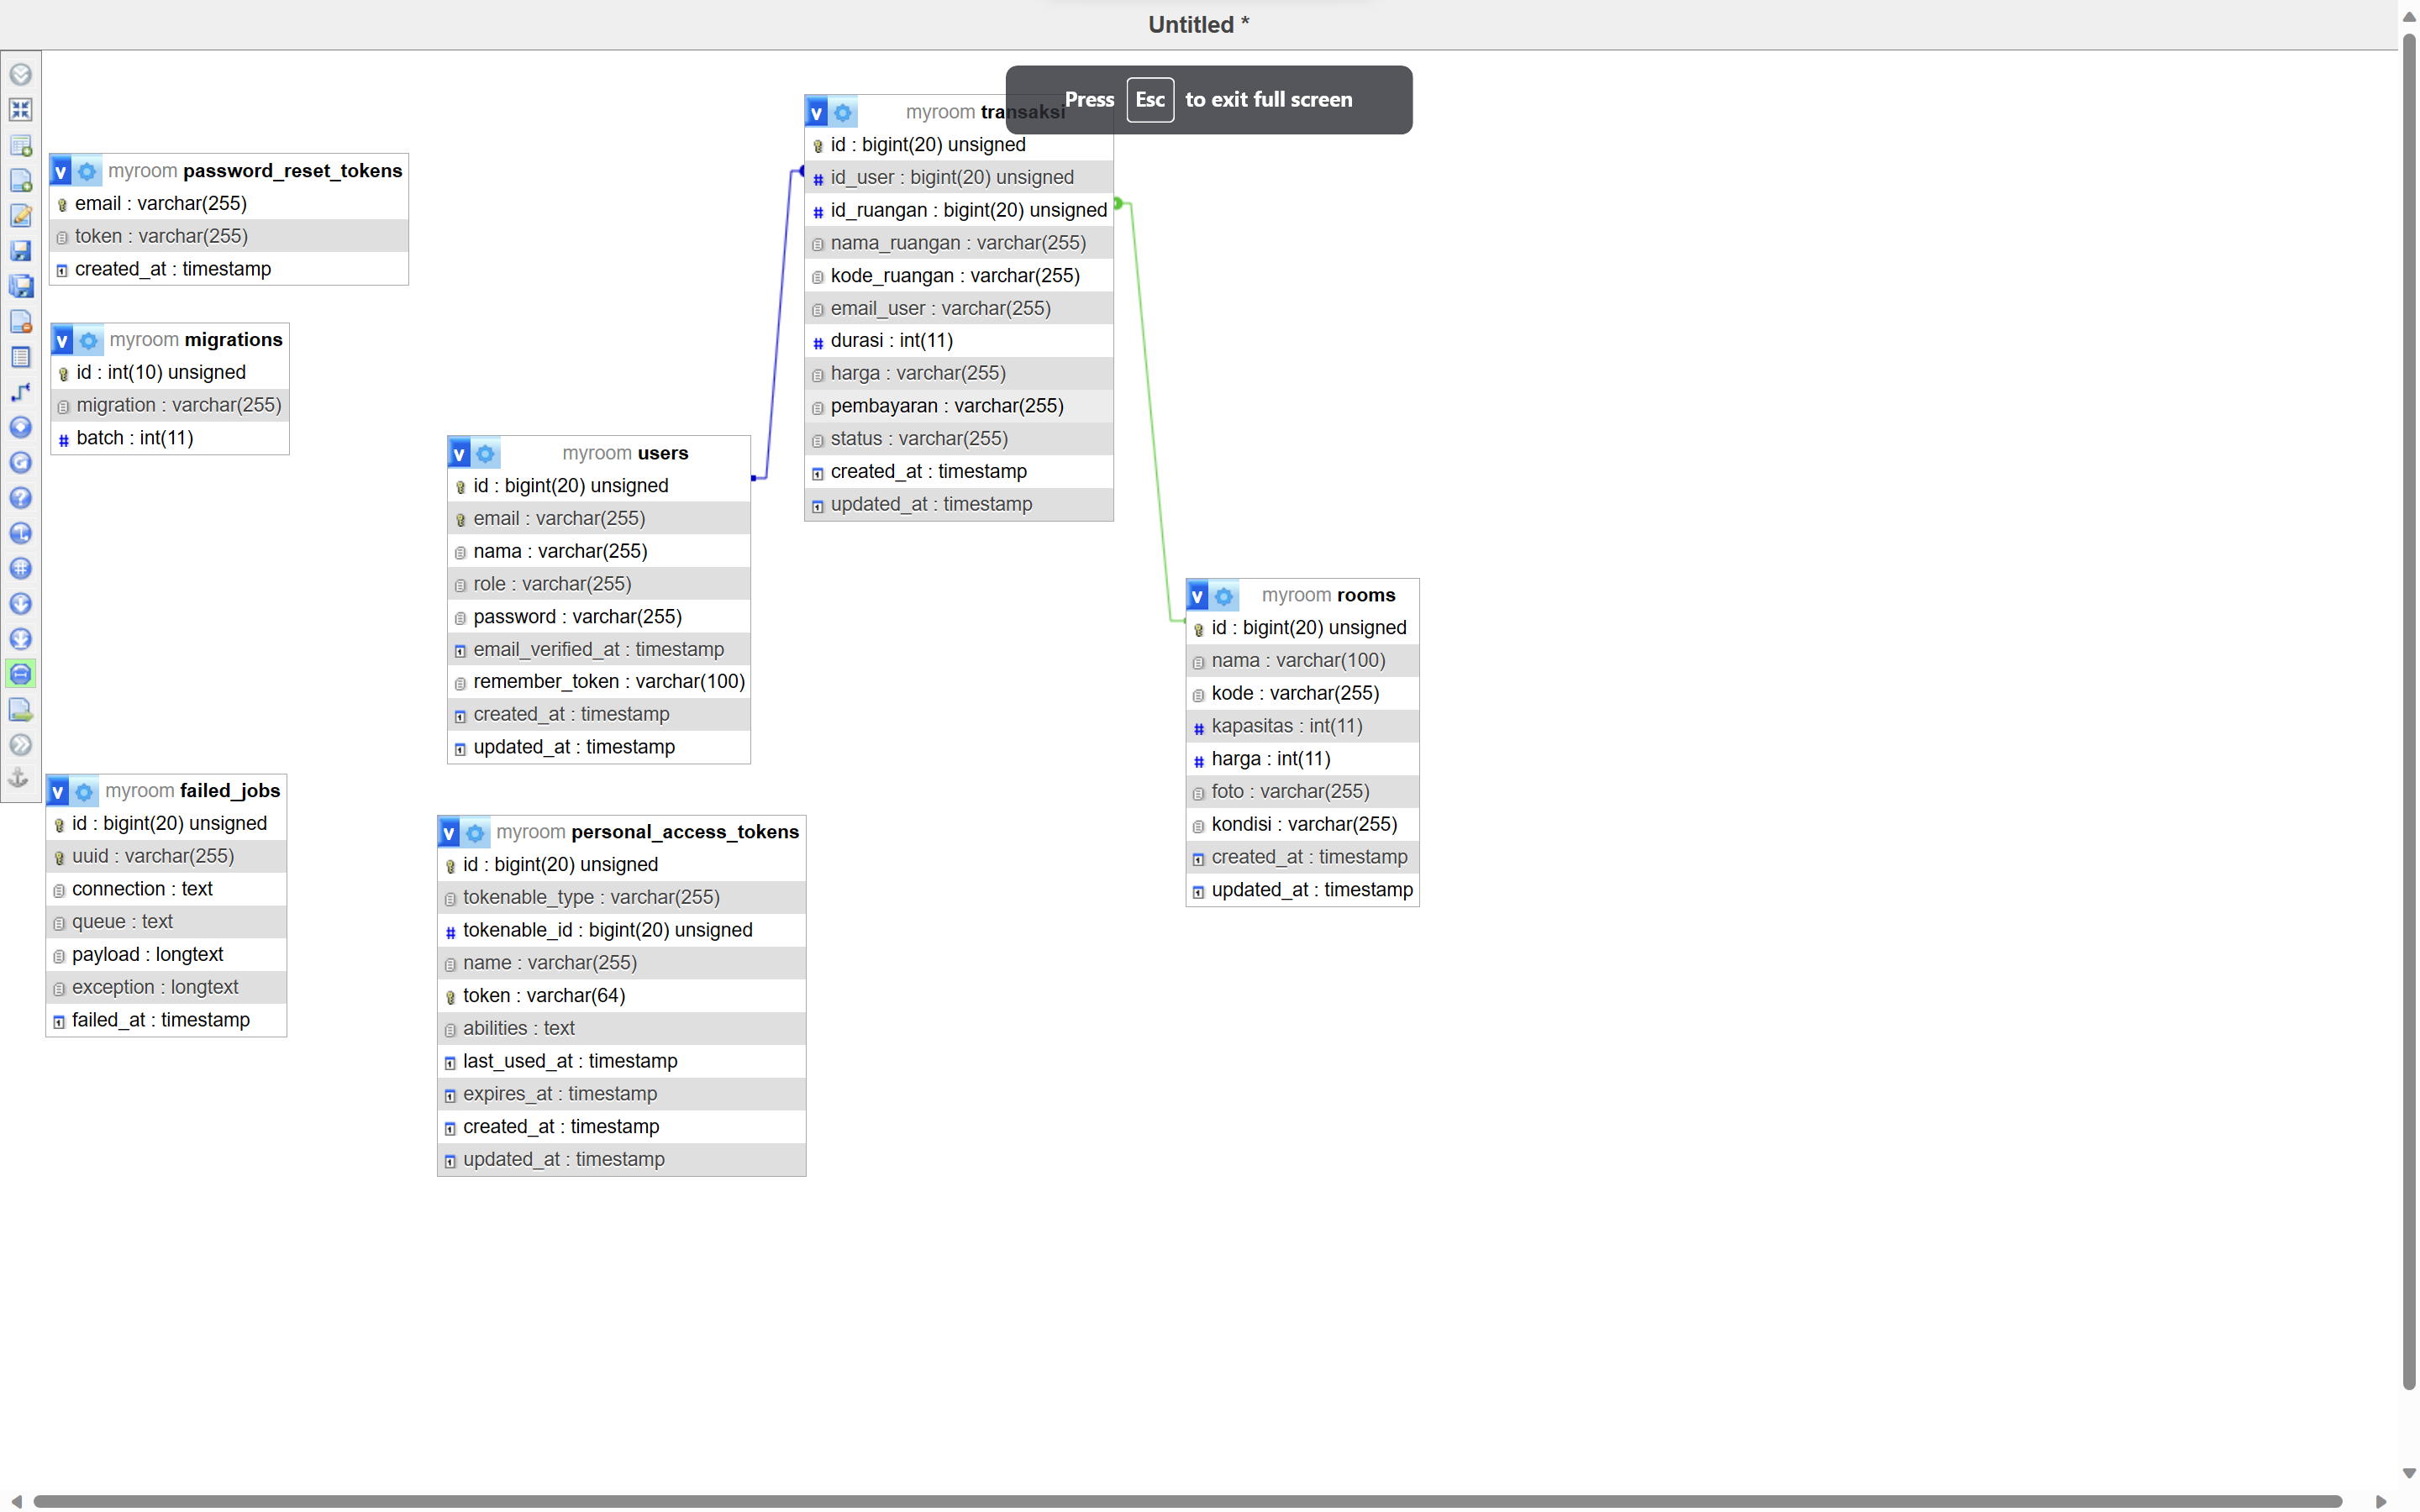 Untitled *
Press Esc to exit full screen
v myroom transaksi
id : bigint(20) unsigned
# id_user : bigint(20) unsigned
# id_ruangan : bigint(20) unsigned
nama_ruangan : varchar(255)
kode_ruangan : varchar(255)
email_user : varchar(255)
# durasi : int(11)
harga : varchar(255)
pembayaran : varchar(255)
status : varchar(255)
created_at : timestamp
updated_at : timestamp
v myroom password_reset_tokens
email : varchar(255)
token : varchar(255)
created_at : timestamp
v myroom migrations
id : int(10) unsigned
migration : varchar(255)
# batch : int(11)
v myroom users
id : bigint(20) unsigned
email : varchar(255)
nama : varchar(255)
role : varchar(255)
password : varchar(255)
email_verified_at : timestamp
remember_token : varchar(100)
created_at : timestamp
updated_at : timestamp
v myroom rooms
id : bigint(20) unsigned
nama : varchar(100)
kode : varchar(255)
# kapasitas : int(11)
# harga : int(11)
foto : varchar(255)
kondisi : varchar(255)
created_at : timestamp
updated_at : timestamp
v myroom failed_jobs
id : bigint(20) unsigned
uuid : varchar(255)
connection : text
queue : text
payload : longtext
exception : longtext
failed_at : timestamp
v myroom personal_access_tokens
id : bigint(20) unsigned
tokenable_type : varchar(255)
# tokenable_id : bigint(20) unsigned
name : varchar(255)
token : varchar(64)
abilities : text
last_used_at : timestamp
expires_at : timestamp
created_at : timestamp
updated_at : timestamp